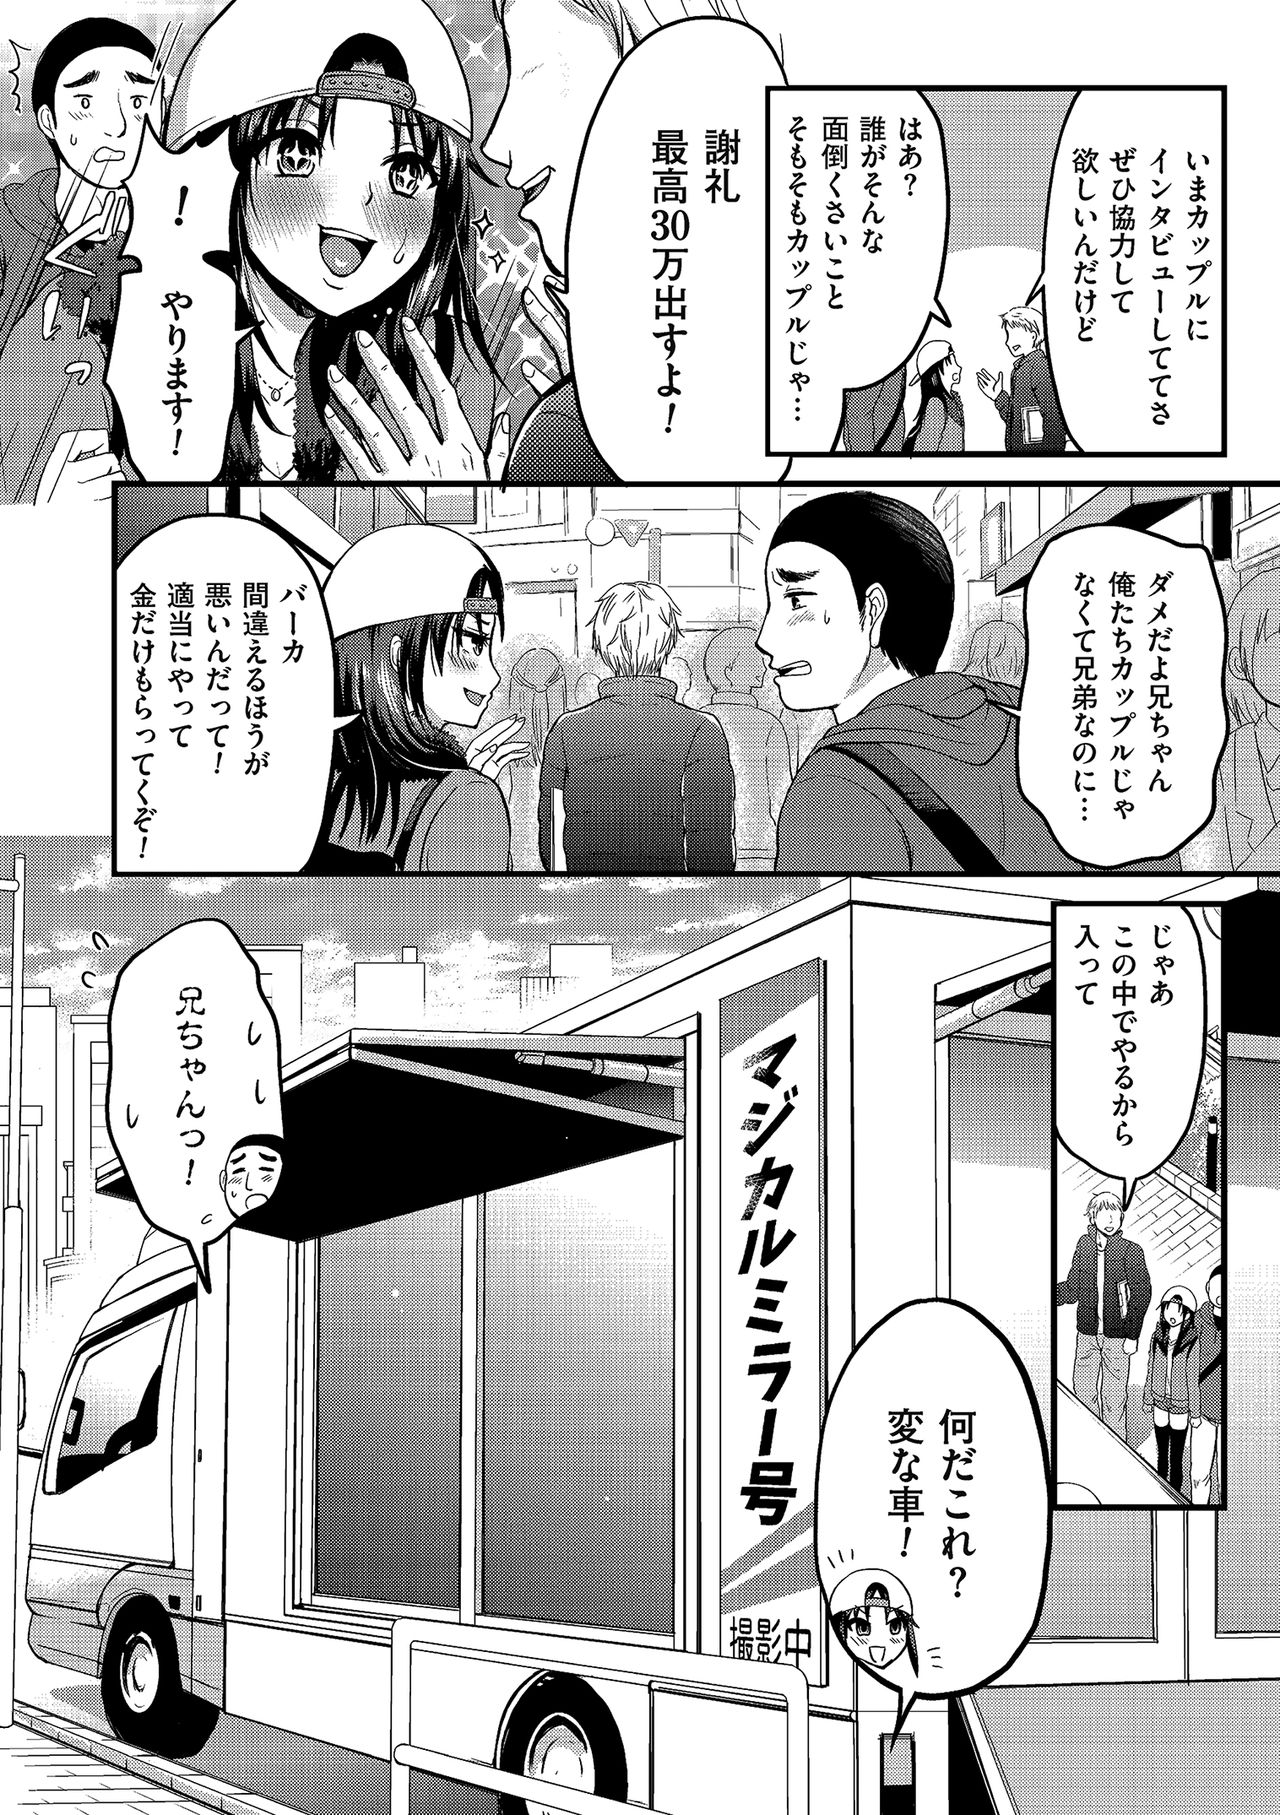 いまカップルに
インタビューしててさ
ぜひ協力して
欲しいんだけど
はあ？
誰がそんな
面倒くさいこと
そもそもカップルじゃ…
謝礼
最高30万出すよ！
！
やります！
ぐいっ
ダメだよ兄ちゃん
俺たちカップルじゃ
なくて兄弟なのに…
バーカ
間違えるほうが
悪いんだって！
適当にやって
金だけもらってくぞ！
じゃあ
この中でやるから
入って
何だこれ？
変な車！
マジカルミラー号
撮影中
兄ちゃんっ！